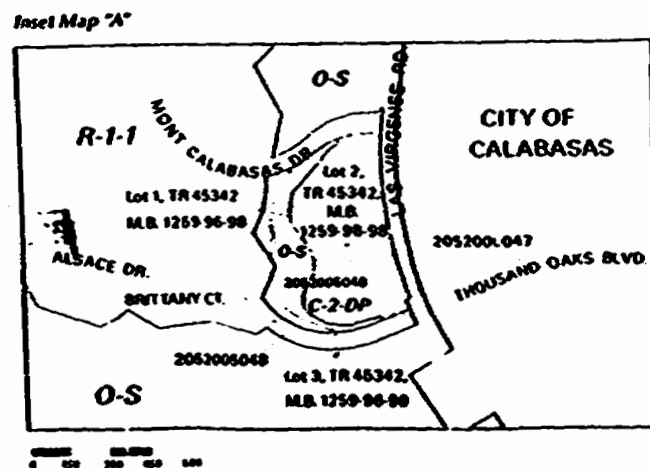 Inset Map "A"
O-S
R-1-1
MONT CALABASAS DR.
LAS VIRGENES RD
CITY OF
CALABASAS
Lot 1, TR 45342
M.B. 1259-96-98
Lot 2,
TR 45342,
M.B.
1259-98-98
O-S
ALSACE DR.
BRITTANY CT.
2052005048
C-2-DP
THOUSAND OAKS BLVD.
2052005048
Lot 3, TR 45342,
M.B. 1259-96-98
O-S